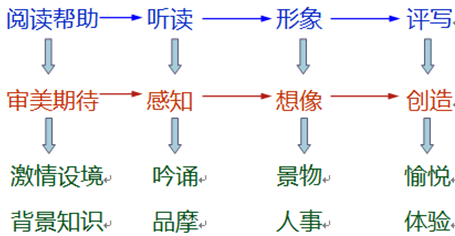 阅读帮助 听读 形象 评写
审美期待 感知 想像 创造
激情设境 吟诵 景物 愉悦
背景知识 品摩 人事 体验